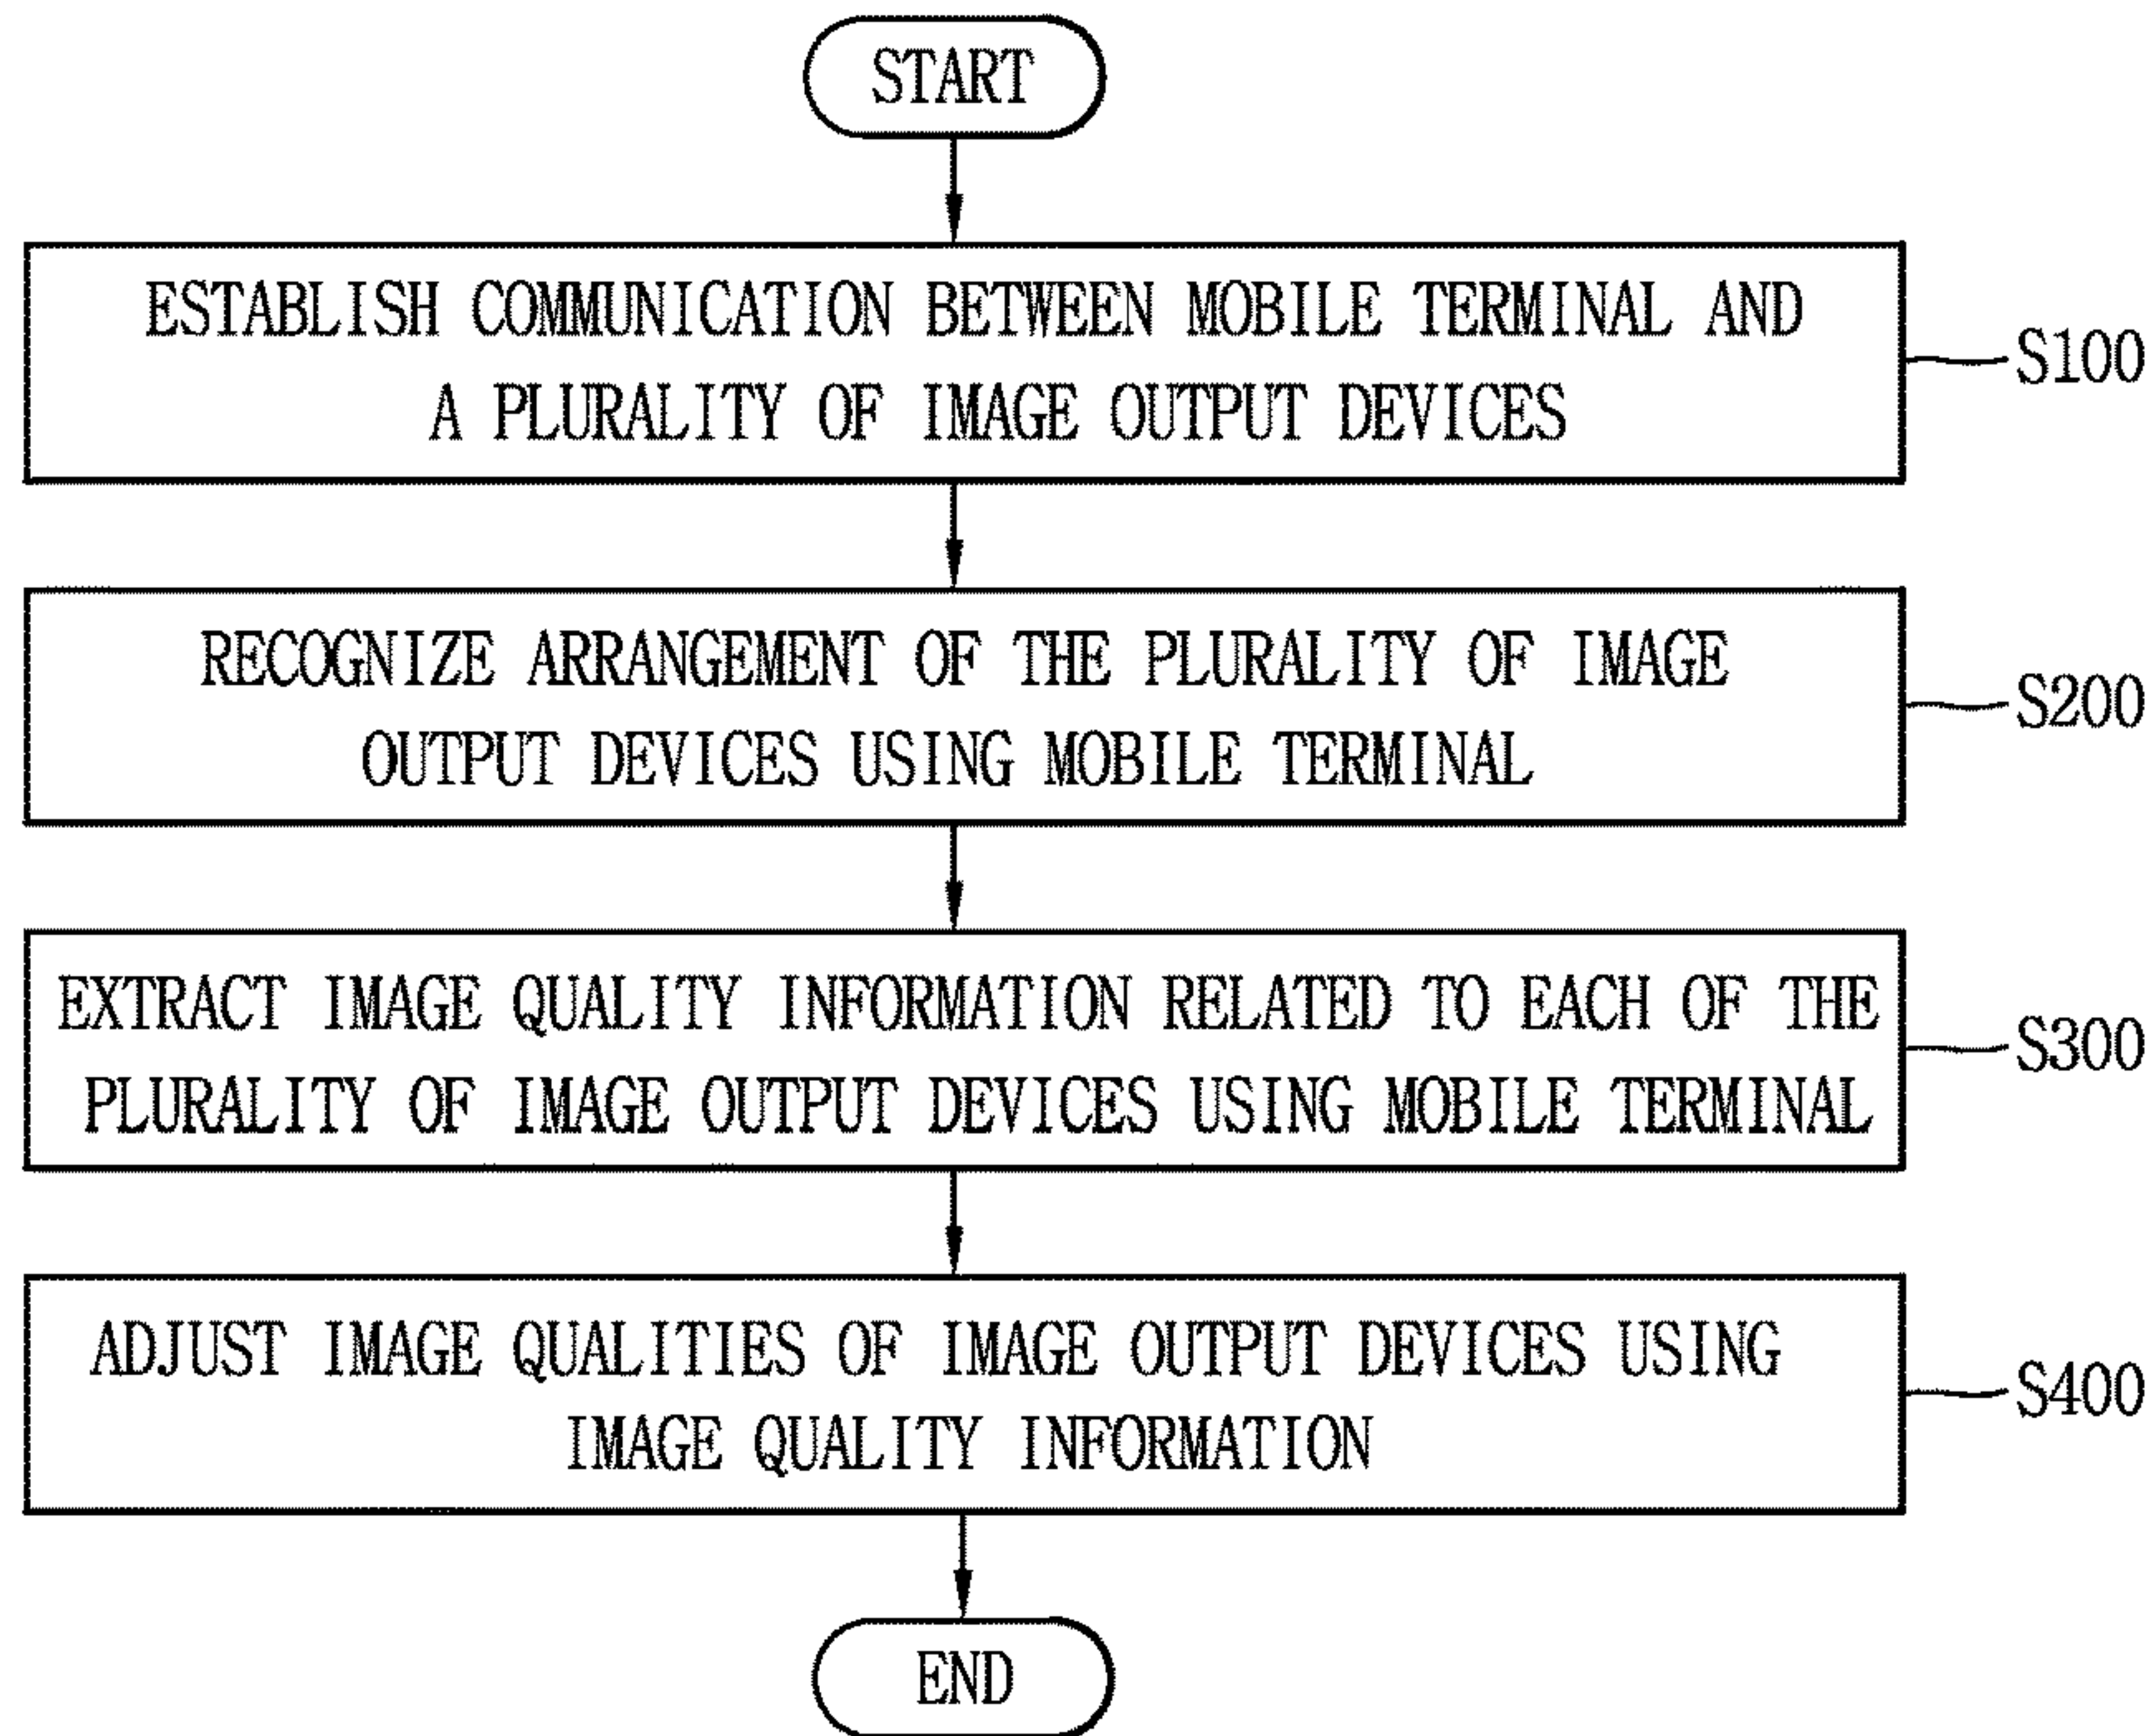 START
ESTABLISH COMMUNICATION BETWEEN MOBILE TERMINAL AND
A PLURALITY OF IMAGE OUTPUT DEVICES
S100
RECOGNIZE ARRANGEMENT OF THE PLURALITY OF IMAGE
OUTPUT DEVICES USING MOBILE TERMINAL
S200
EXTRACT IMAGE QUALITY INFORMATION RELATED TO EACH OF THE
PLURALITY OF IMAGE OUTPUT DEVICES USING MOBILE TERMINAL
S300
ADJUST IMAGE QUALITIES OF IMAGE OUTPUT DEVICES USING
IMAGE QUALITY INFORMATION
S400
END